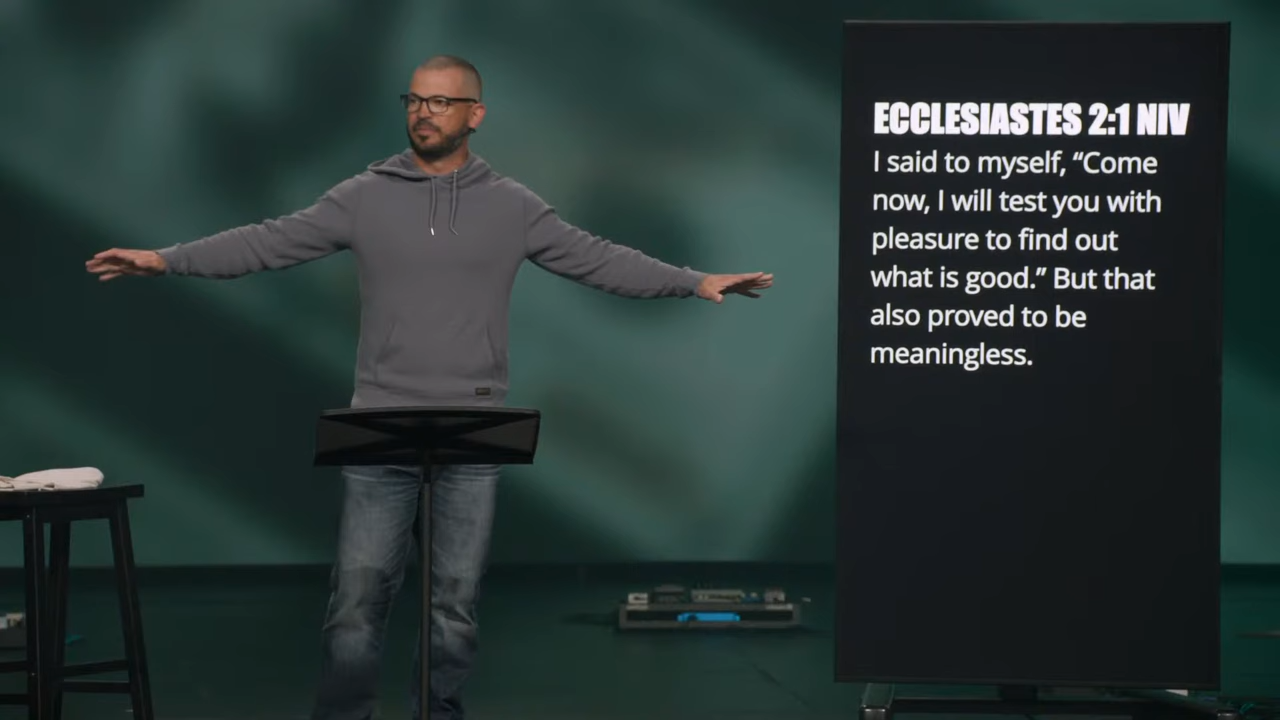 ECCLESIASTES 2:1 NIV
I said to myself, “Come
now, I will test you with
pleasure to find out
what is good.” But that
also proved to be
meaningless.